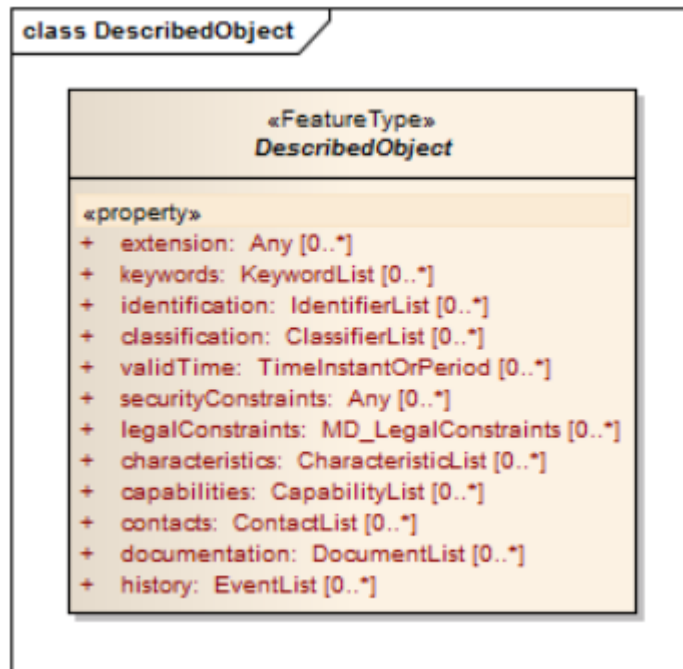 class DescribedObject
«FeatureType»
DescribedObject
«property»
+ extension: Any [0..*]
+ keywords: KeywordList [0..*]
+ identification: IdentifierList [0..*]
+ classification: ClassifierList [0..*]
+ validTime: TimeInstantOrPeriod [0..*]
+ securityConstraints: Any [0..*]
+ legalConstraints: MD_LegalConstraints [0..*]
+ characteristics: CharacteristicList [0..*]
+ capabilities: CapabilityList [0..*]
+ contacts: ContactList [0..*]
+ documentation: DocumentList [0..*]
+ history: EventList [0..*]